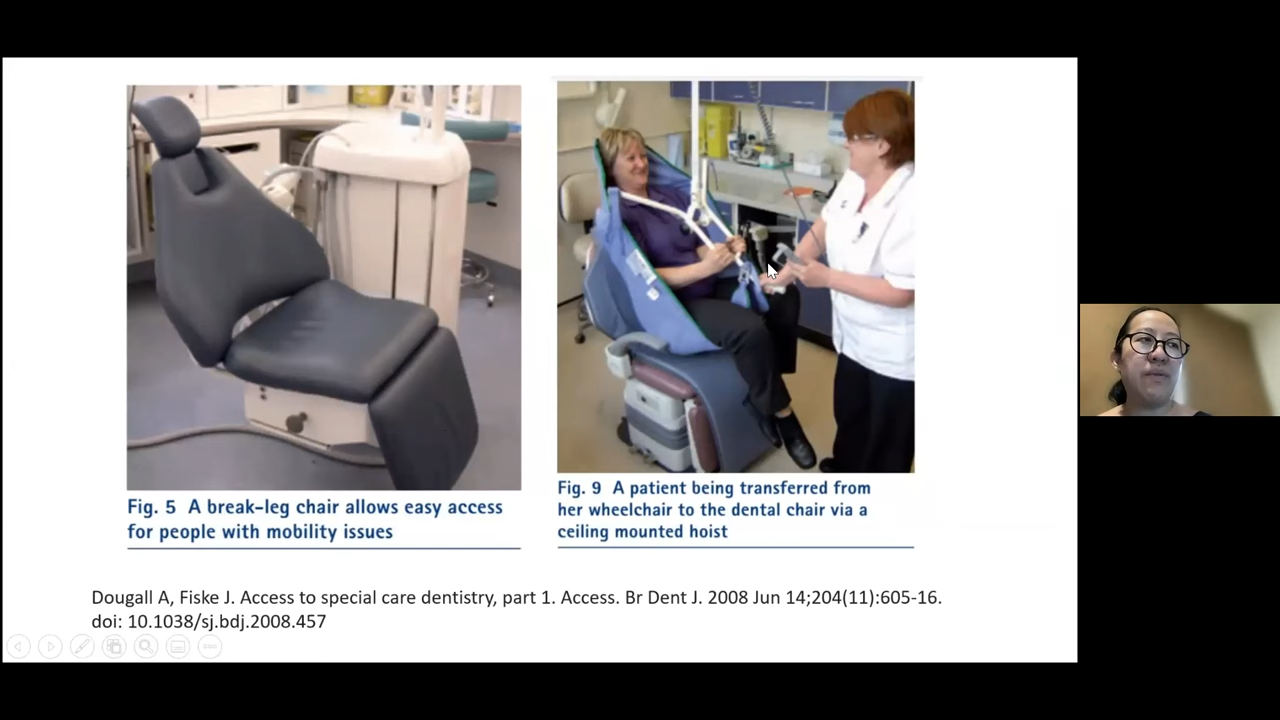 Fig. 5 A break-leg chair allows easy access
for people with mobility issues
Fig. 9 A patient being transferred from
her wheelchair to the dental chair via a
ceiling mounted hoist
Dougall A, Fiske J. Access to special care dentistry, part 1. Access. Br Dent J. 2008 Jun 14;204(11):605-16.
doi: 10.1038/sj.bdj.2008.457